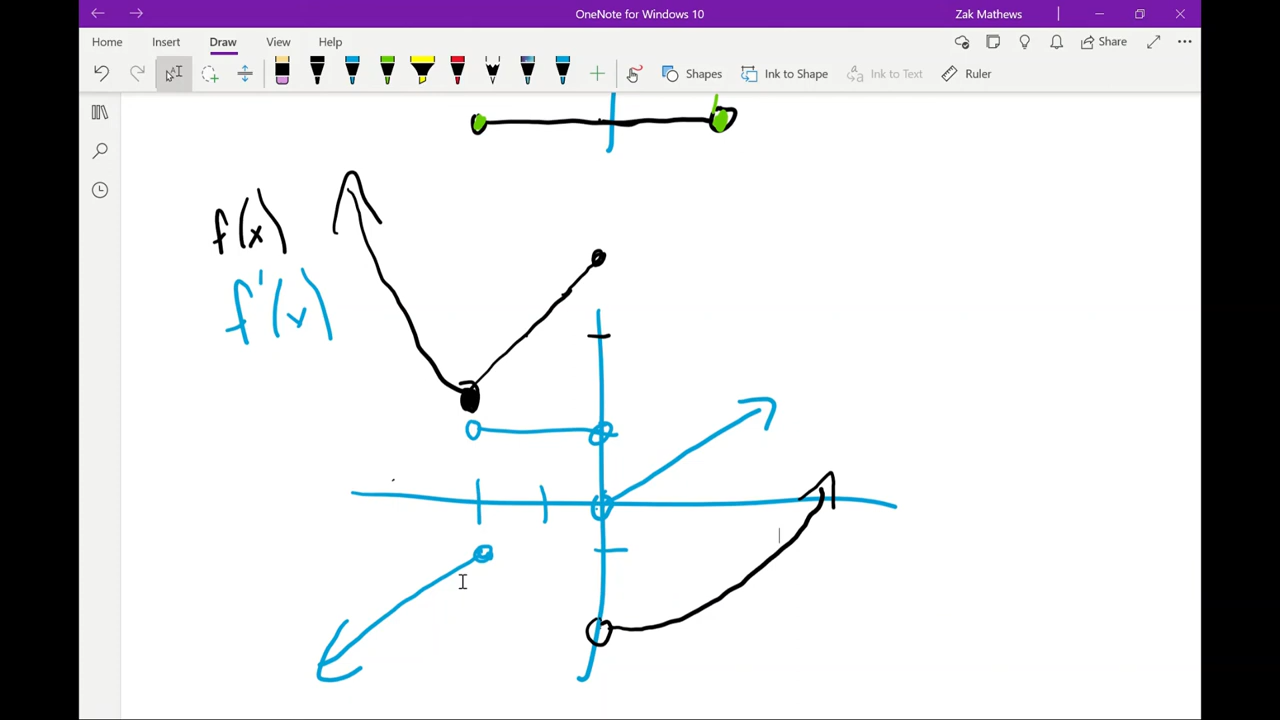 OneNote for Windows 10
Zak Mathews
Home Insert Draw View Help
Share
Shapes Ink to Shape Ink to Text Ruler
f(x)
f'(x)